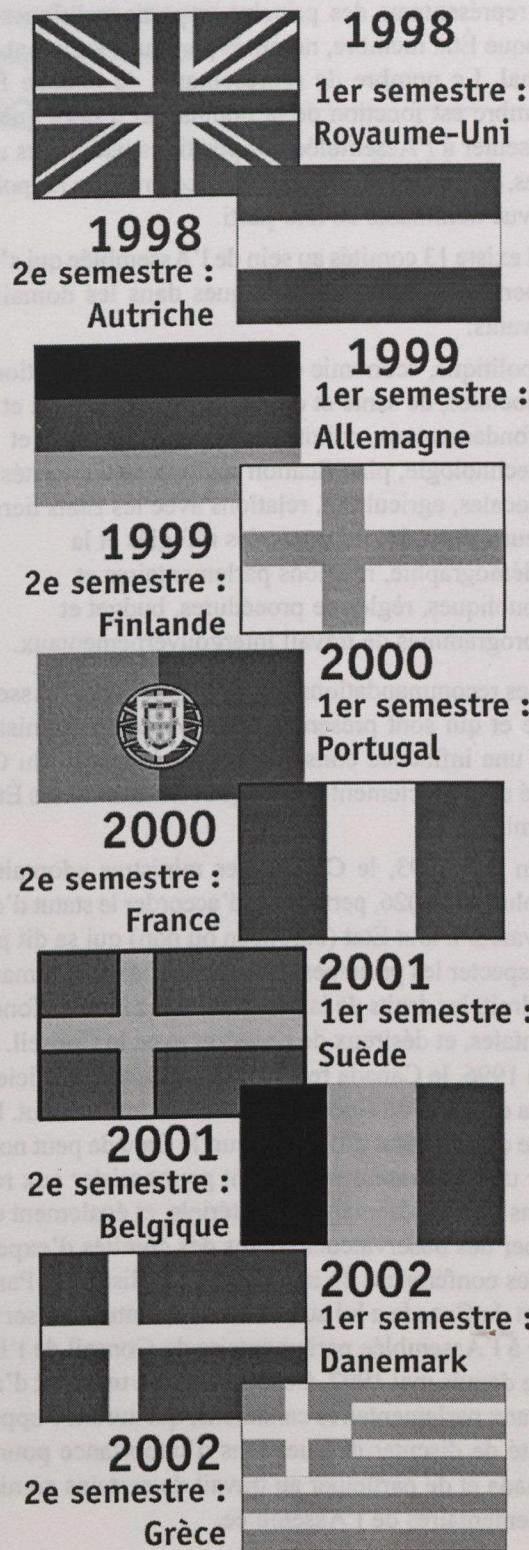 1998
1er semestre :
Royaume-Uni
1998
2e semestre :
Autriche
1999
1er semestre :
Allemagne
1999
2e semestre :
Finlande
2000
1er semestre :
Portugal
2000
2e semestre :
France
2001
1er semestre :
Suède
2001
2e semestre :
Belgique
2002
1er semestre :
Danemark
2002
2e semestre :
Grèce